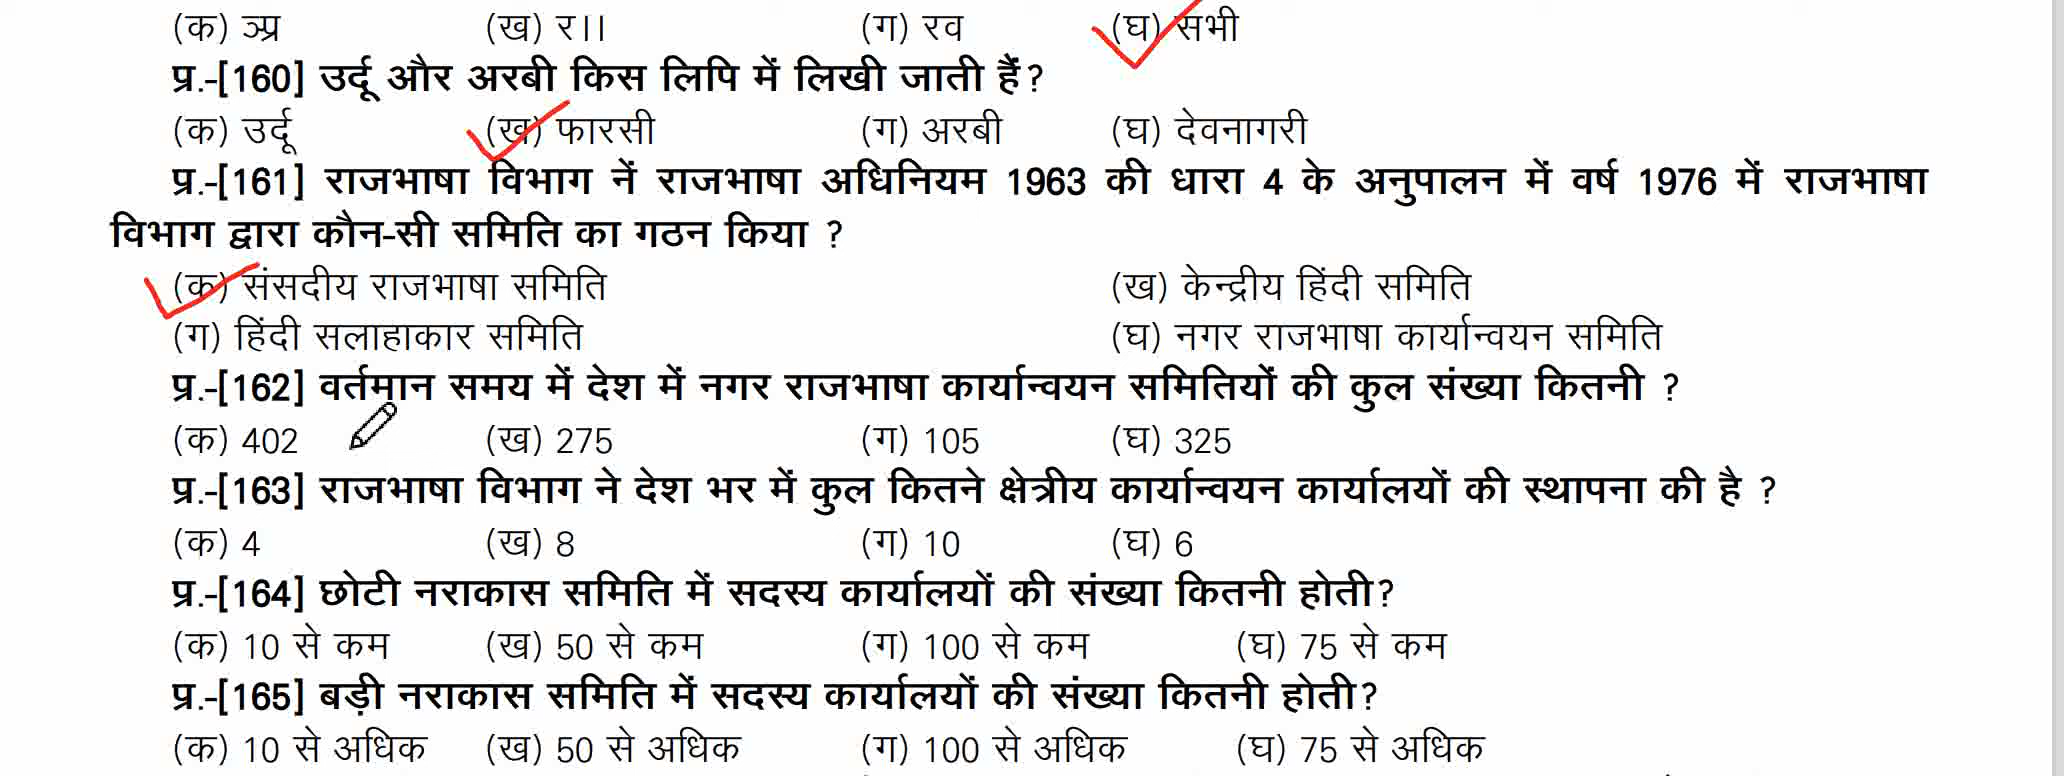 (क) ञ्प्र (ख) र।। (ग) रव (घ) सभी
प्र.-[160] उर्दू और अरबी किस लिपि में लिखी जाती हैं?
(क) उर्दू (ख) फारसी (ग) अरबी (घ) देवनागरी
प्र.-[161] राजभाषा विभाग नें राजभाषा अधिनियम 1963 की धारा 4 के अनुपालन में वर्ष 1976 में राजभाषा
विभाग द्वारा कौन-सी समिति का गठन किया ?
(क) संसदीय राजभाषा समिति (ख) केन्द्रीय हिंदी समिति
(ग) हिंदी सलाहाकार समिति (घ) नगर राजभाषा कार्यान्वयन समिति
प्र.-[162] वर्तमान समय में देश में नगर राजभाषा कार्यान्वयन समितियों की कुल संख्या कितनी ?
(क) 402 (ख) 275 (ग) 105 (घ) 325
प्र.-[163] राजभाषा विभाग ने देश भर में कुल कितने क्षेत्रीय कार्यान्वयन कार्यालयों की स्थापना की है ?
(क) 4 (ख) 8 (ग) 10 (घ) 6
प्र.-[164] छोटी नराकास समिति में सदस्य कार्यालयों की संख्या कितनी होती?
(क) 10 से कम (ख) 50 से कम (ग) 100 से कम (घ) 75 से कम
प्र.-[165] बड़ी नराकास समिति में सदस्य कार्यालयों की संख्या कितनी होती?
(क) 10 से अधिक (ख) 50 से अधिक (ग) 100 से अधिक (घ) 75 से अधिक